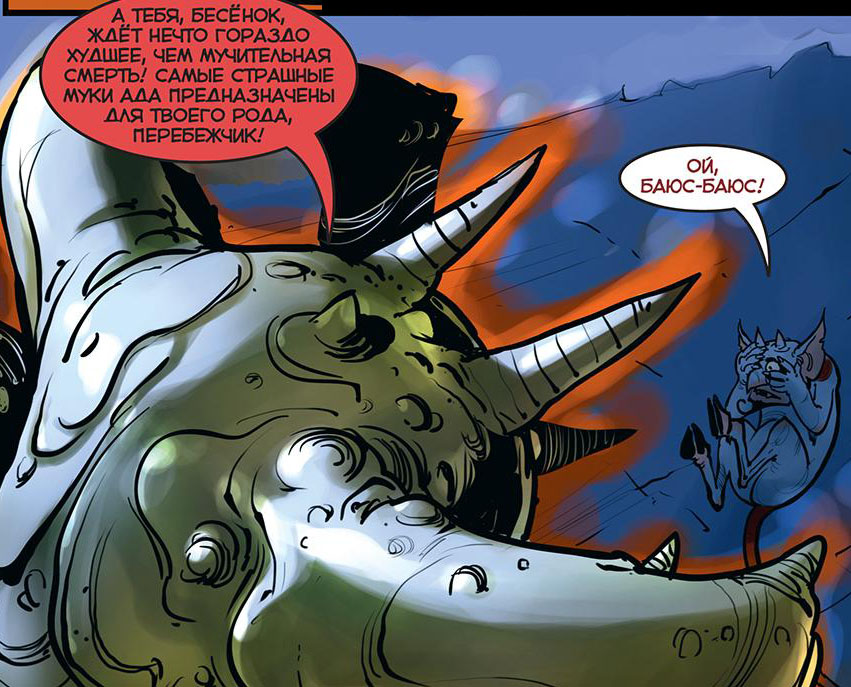 А ТЕБЯ, БЕСЁНОК,
ЖДЁТ НЕЧТО ГОРАЗДО
ХУДШЕЕ, ЧЕМ МУЧИТЕЛЬНАЯ
СМЕРТЬ! САМЫЕ СТРАШНЫЕ
МУКИ АДА ПРЕДНАЗНАЧЕНЫ
ДЛЯ ТВОЕГО РОДА,
ПЕРЕБЕЖЧИК!
ОЙ,
БАЮС-БАЮС!